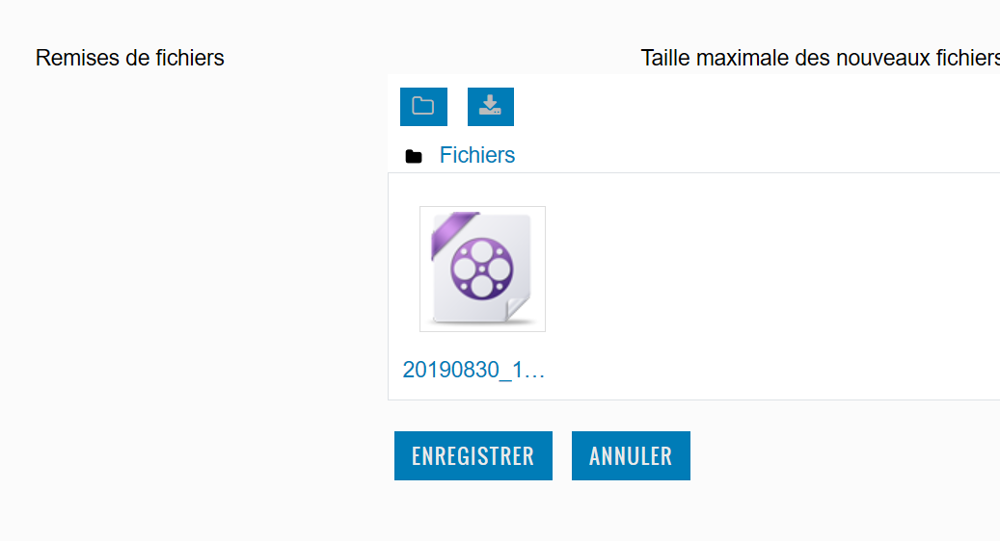 Remises de fichiers
Taille maximale des nouveaux fichiers
Fichiers
20190830_1…
ENREGISTRER
ANNULER